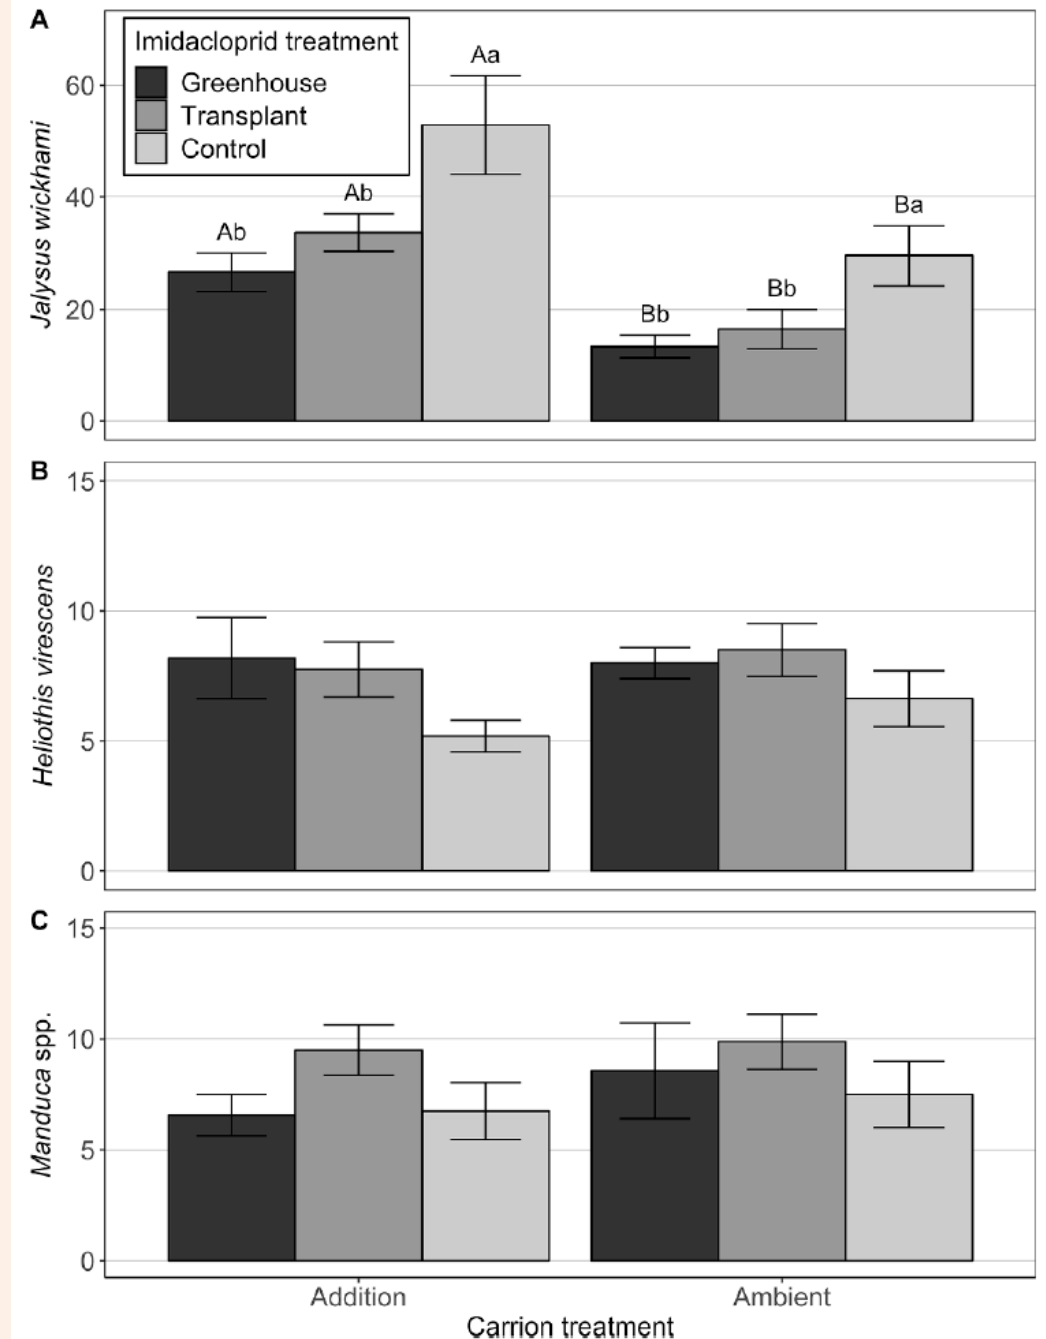 A
Imidacloprid treatment
Greenhouse
Transplant
Control
Jalysus wickhami
60
40
20
0
Ab
Ab
Aa
Bb
Bb
Ba
B
Heliothis virescens
15
10
5
0
C
Manduca spp.
15
10
5
0
Addition
Ambient
Carrion treatment